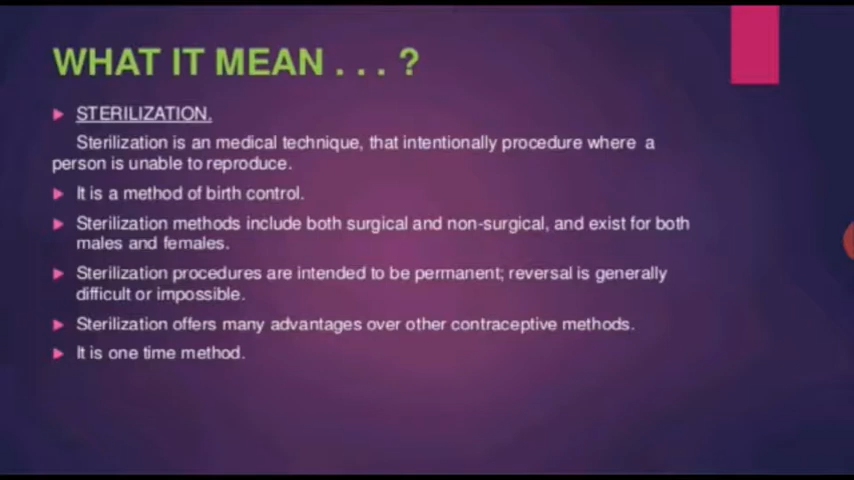 WHAT IT MEAN . . . ?
STERILIZATION.
Sterilization is an medical technique, that intentionally procedure where a
person is unable to reproduce.
It is a method of birth control.
Sterilization methods include both surgical and non-surgical, and exist for both
males and females.
Sterilization procedures are intended to be permanent; reversal is generally
difficult or impossible.
Sterilization offers many advantages over other contraceptive methods.
It is one time method.